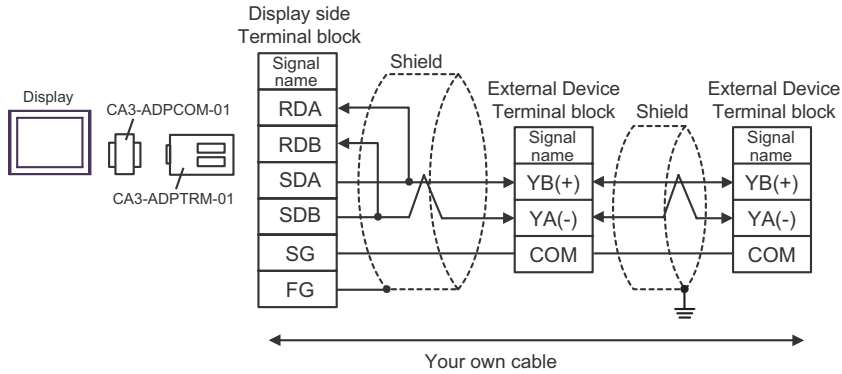 Display side
Terminal block
Signal
name
RDA
RDB
SDA
SDB
SG
FG
Shield
Display
CA3-ADPCOM-01
CA3-ADPTRM-01
External Device
Terminal block
Signal
name
YB(+)
YA(-)
COM
Shield
External Device
Terminal block
Signal
name
YB(+)
YA(-)
COM
Your own cable